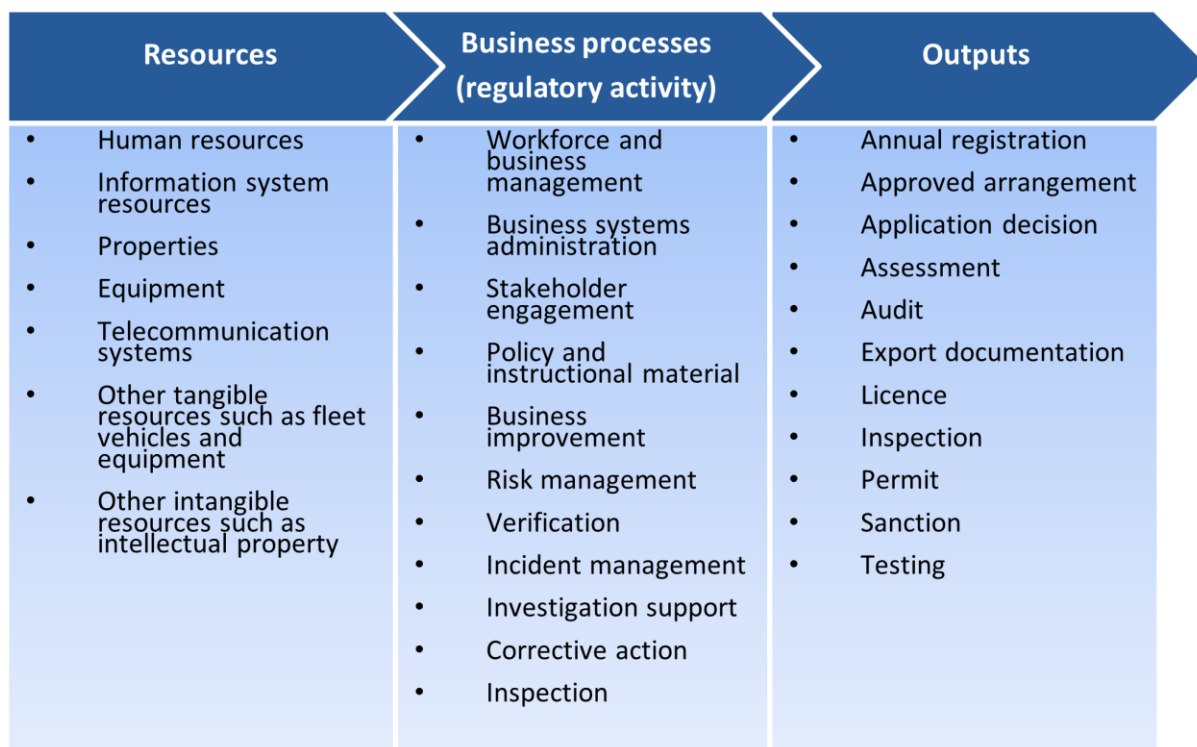 Resources
• Human resources
• Information system
resources
• Properties
• Equipment
• Telecommunication
systems
• Other tangible
resources such as fleet
vehicles and
equipment
• Other intangible
resources such as
intellectual property
Business processes
(regulatory activity)
• Workforce and
business
management
• Business systems
administration
• Stakeholder
engagement
• Policy and
instructional material
• Business
improvement
• Risk management
• Verification
• Incident management
• Investigation support
• Corrective action
• Inspection
Outputs
• Annual registration
• Approved arrangement
• Application decision
• Assessment
• Audit
• Export documentation
• Licence
• Inspection
• Permit
• Sanction
• Testing